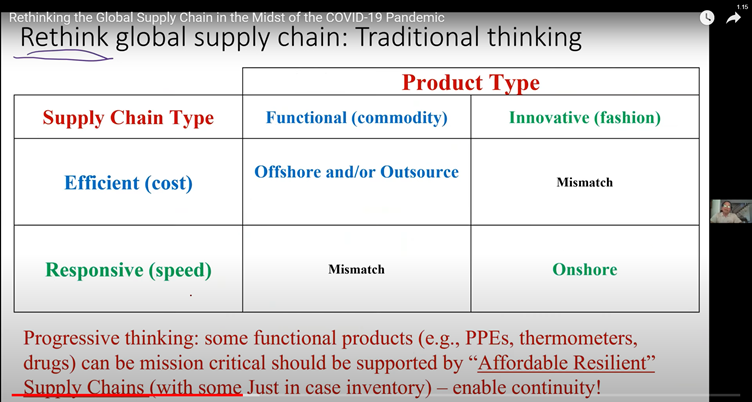 Rethinking the Global Supply Chain in the Midst of the COVID-19 Pandemic
1:15
Rethink global supply chain: Traditional thinking
Product Type
Supply Chain Type
Functional (commodity)
Innovative (fashion)
Efficient (cost)
Offshore and/or Outsource
Mismatch
Responsive (speed)
Mismatch
Onshore
Progressive thinking: some functional products (e.g., PPEs, thermometers,
drugs) can be mission critical should be supported by “Affordable Resilient”
Supply Chains (with some Just in case inventory) – enable continuity!